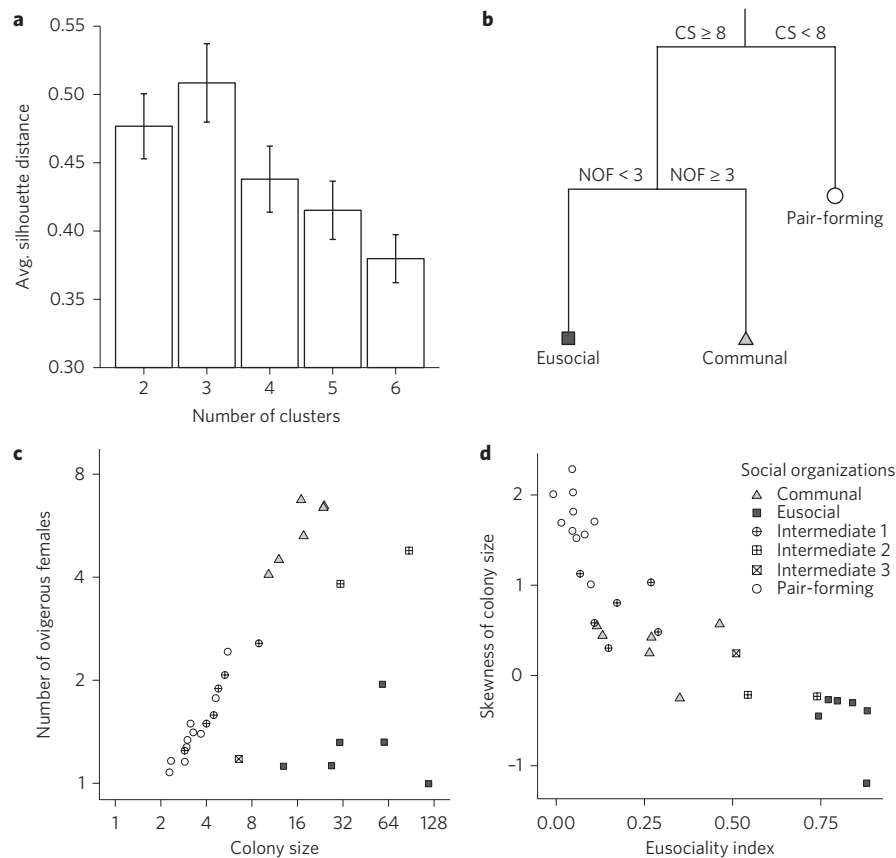 a
0.55
0.50
0.45
0.40
0.35
0.30
Avg. silhouette distance
2 3 4 5 6
Number of clusters
b
CS ≥ 8 CS < 8
NOF < 3 NOF ≥ 3
Pair-forming
Eusocial Communal
c
8
4
2
1
Number of ovigerous females
1 2 4 8 16 32 64 128
Colony size
d
2
1
0
−1
Skewness of colony size
Social organizations
Communal
Eusocial
Intermediate 1
Intermediate 2
Intermediate 3
Pair-forming
0.00 0.25 0.50 0.75
Eusociality index